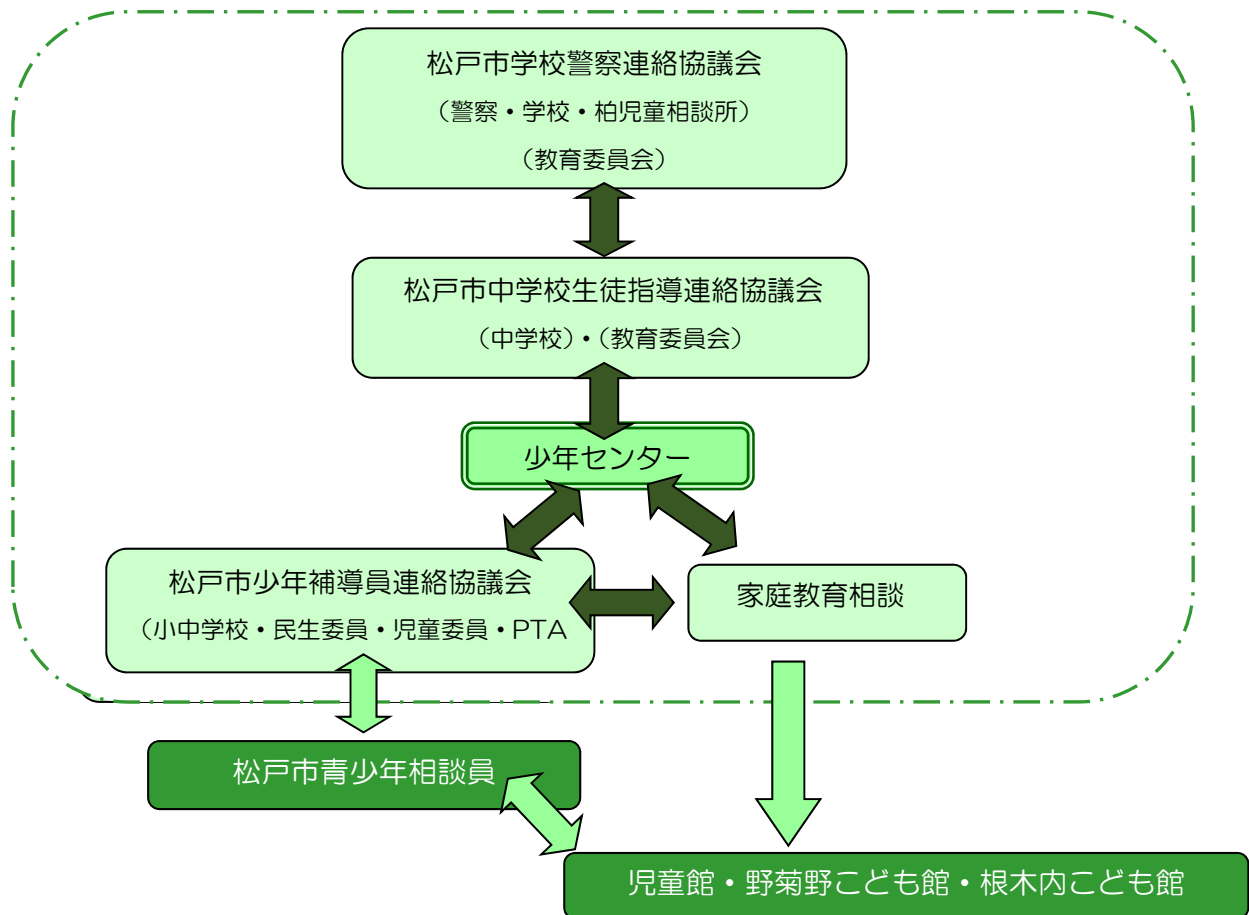 松戸市学校警察連絡協議会
（警察・学校・柏児童相談所）
（教育委員会）
松戸市中学校生徒指導連絡協議会
（中学校）・（教育委員会）
少年センター
松戸市少年補導員連絡協議会
（小中学校・民生委員・児童委員・PTA
家庭教育相談
松戸市青少年相談員
児童館・野菊野こども館・根木内こども館